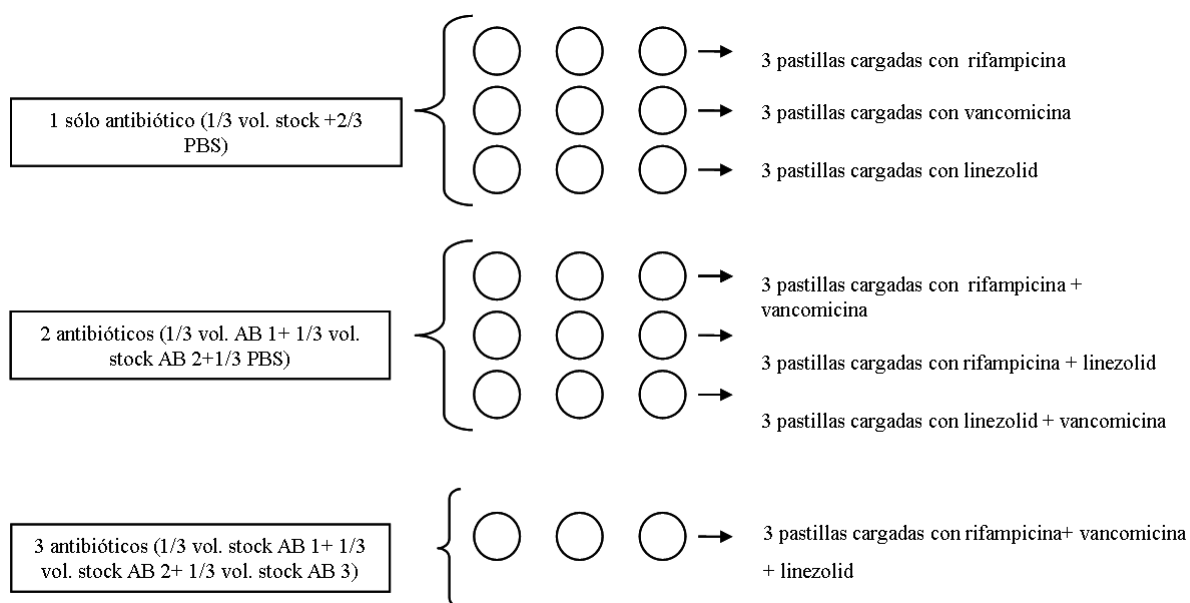 1 sólo antibiótico (1/3 vol. stock +2/3
PBS)
3 pastillas cargadas con rifampicina
3 pastillas cargadas con vancomicina
3 pastillas cargadas con linezolid
2 antibióticos (1/3 vol. AB 1+ 1/3 vol.
stock AB 2+1/3 PBS)
3 pastillas cargadas con rifampicina +
vancomicina
3 pastillas cargadas con rifampicina + linezolid
3 pastillas cargadas con linezolid + vancomicina
3 antibióticos (1/3 vol. stock AB 1+ 1/3
vol. stock AB 2+ 1/3 vol. stock AB 3)
3 pastillas cargadas con rifampicina+ vancomicina
+ linezolid